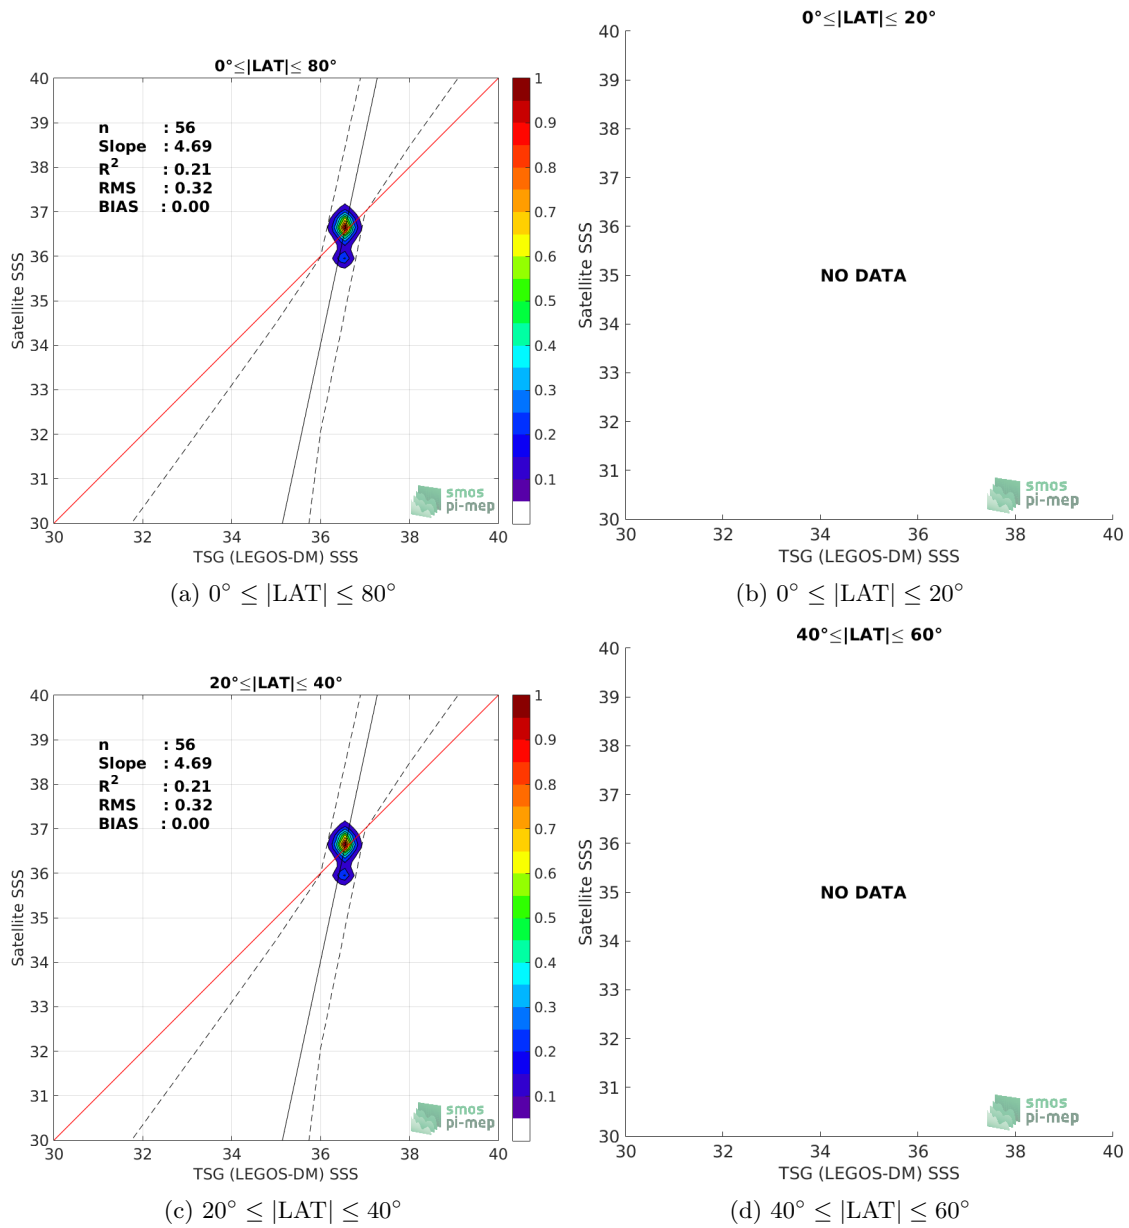 0°≤|LAT|≤ 80°
40
39
38
37
36
35
34
33
32
31
30
Satellite SSS
n : 56
Slope : 4.69
R² : 0.21
RMS : 0.32
BIAS : 0.00
smos
pi-mep
30 32 34 36 38 40
TSG (LEGOS-DM) SSS
1
0.9
0.8
0.7
0.6
0.5
0.4
0.3
0.2
0.1
(a) 0° ≤ |LAT| ≤ 80°
0°≤|LAT|≤ 20°
40
39
38
37
36
35
34
33
32
31
30
Satellite SSS
NO DATA
smos
pi-mep
30 32 34 36 38 40
TSG (LEGOS-DM) SSS
(b) 0° ≤ |LAT| ≤ 20°
20°≤|LAT|≤ 40°
40
39
38
37
36
35
34
33
32
31
30
Satellite SSS
n : 56
Slope : 4.69
R² : 0.21
RMS : 0.32
BIAS : 0.00
smos
pi-mep
30 32 34 36 38 40
TSG (LEGOS-DM) SSS
1
0.9
0.8
0.7
0.6
0.5
0.4
0.3
0.2
0.1
(c) 20° ≤ |LAT| ≤ 40°
40°≤|LAT|≤ 60°
40
39
38
37
36
35
34
33
32
31
30
Satellite SSS
NO DATA
smos
pi-mep
30 32 34 36 38 40
TSG (LEGOS-DM) SSS
(d) 40° ≤ |LAT| ≤ 60°